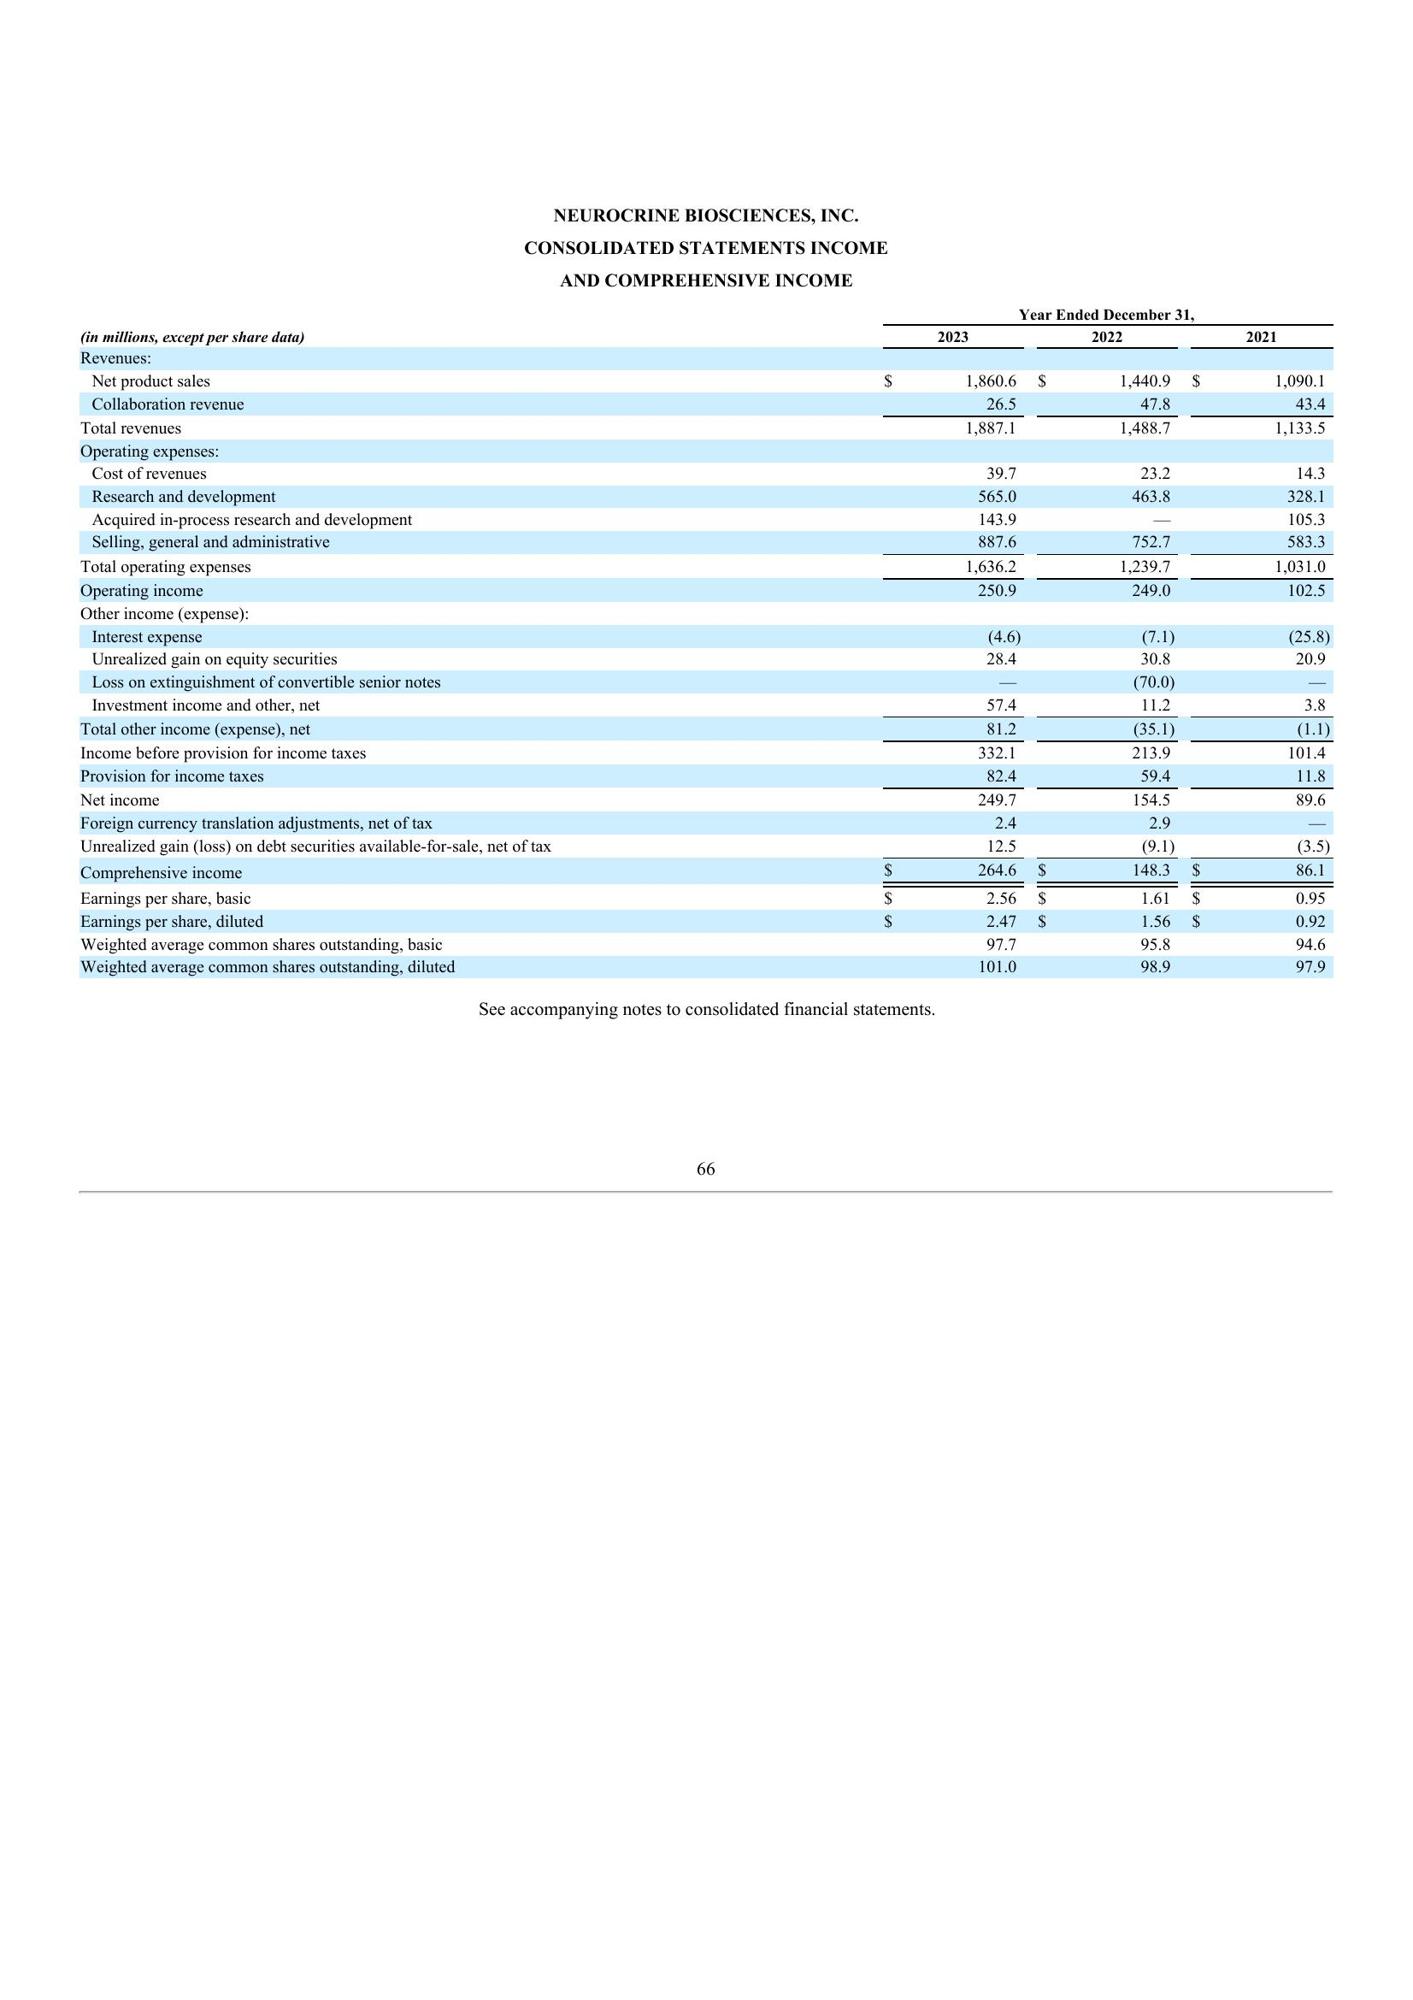 NEUROCRINE BIOSCIENCES, INC.
CONSOLIDATED STATEMENTS INCOME
AND COMPREHENSIVE INCOME
Year Ended December 31,
(in millions, except per share data) 2023 2022 2021
Revenues:
Net product sales $ 1,860.6 $ 1,440.9 $ 1,090.1
Collaboration revenue 26.5 47.8 43.4
Total revenues 1,887.1 1,488.7 1,133.5
Operating expenses:
Cost of revenues 39.7 23.2 14.3
Research and development 565.0 463.8 328.1
Acquired in-process research and development 143.9 — 105.3
Selling, general and administrative 887.6 752.7 583.3
Total operating expenses 1,636.2 1,239.7 1,031.0
Operating income 250.9 249.0 102.5
Other income (expense):
Interest expense (4.6) (7.1) (25.8)
Unrealized gain on equity securities 28.4 30.8 20.9
Loss on extinguishment of convertible senior notes — (70.0) —
Investment income and other, net 57.4 11.2 3.8
Total other income (expense), net 81.2 (35.1) (1.1)
Income before provision for income taxes 332.1 213.9 101.4
Provision for income taxes 82.4 59.4 11.8
Net income 249.7 154.5 89.6
Foreign currency translation adjustments, net of tax 2.4 2.9 —
Unrealized gain (loss) on debt securities available-for-sale, net of tax 12.5 (9.1) (3.5)
Comprehensive income $ 264.6 $ 148.3 $ 86.1
Earnings per share, basic $ 2.56 $ 1.61 $ 0.95
Earnings per share, diluted $ 2.47 $ 1.56 $ 0.92
Weighted average common shares outstanding, basic 97.7 95.8 94.6
Weighted average common shares outstanding, diluted 101.0 98.9 97.9
See accompanying notes to consolidated financial statements.
66